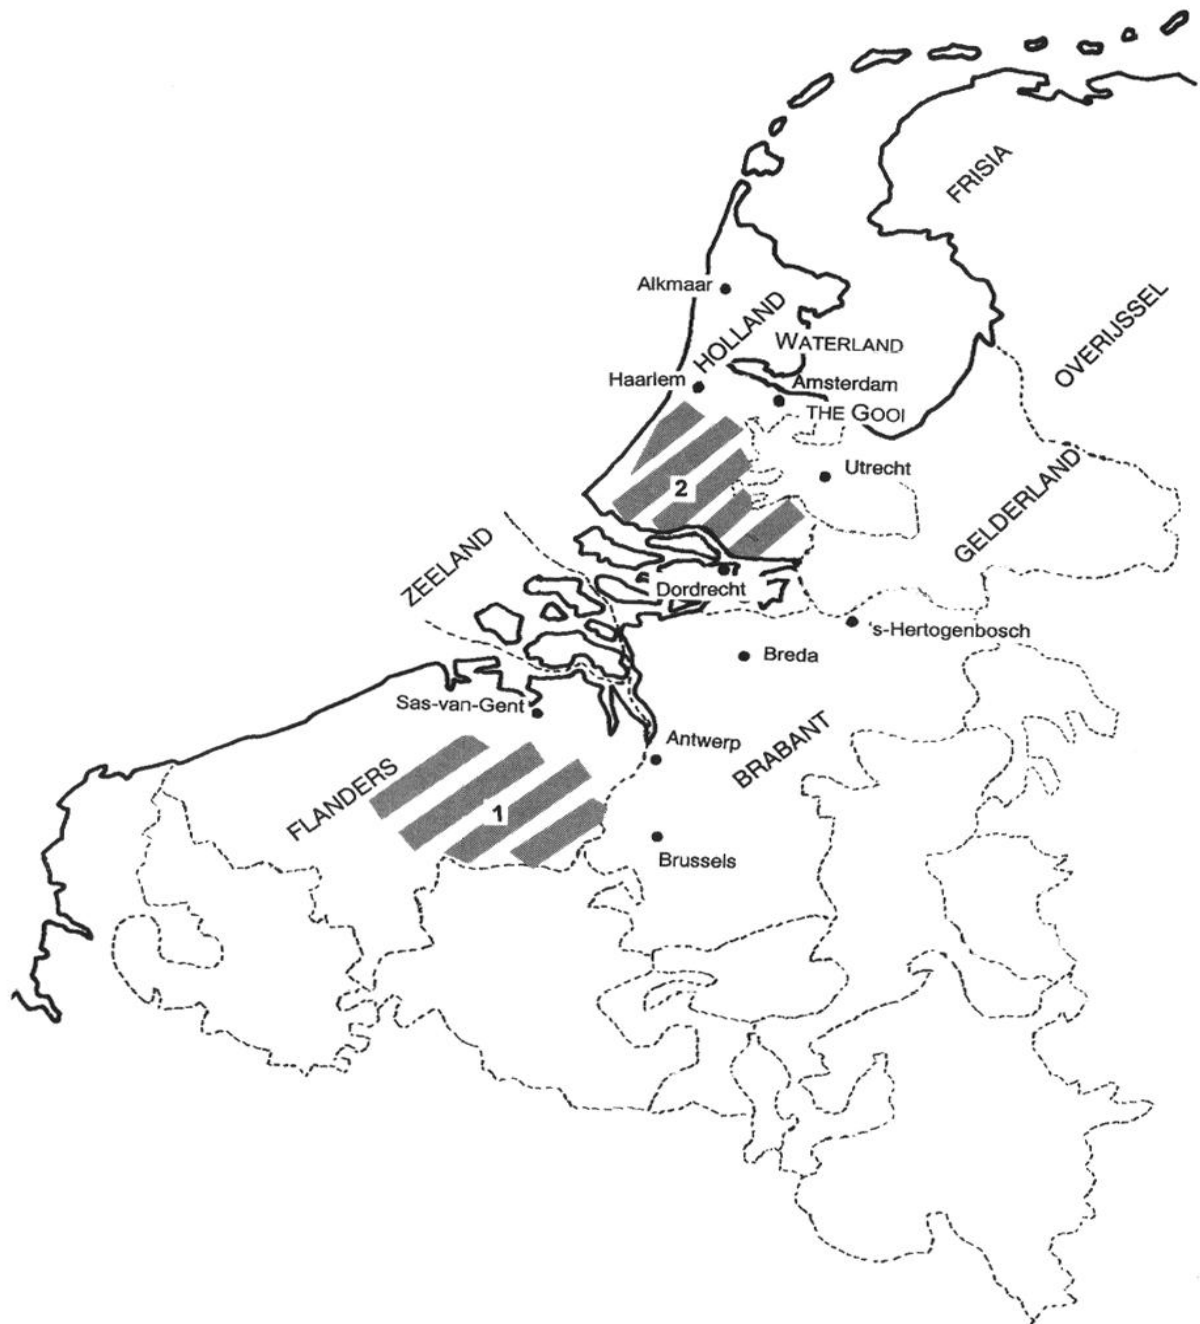 FRISIA
Alkmaar
HOLLAND
OVERIJSSEL
WATERLAND
Haarlem
Amsterdam
THE GOOI
Utrecht
2
GELDERLAND
ZEELAND
Dordrecht
's-Hertogenbosch
Breda
Sas-van-Gent
Antwerp
BRABANT
FLANDERS
1
Brussels